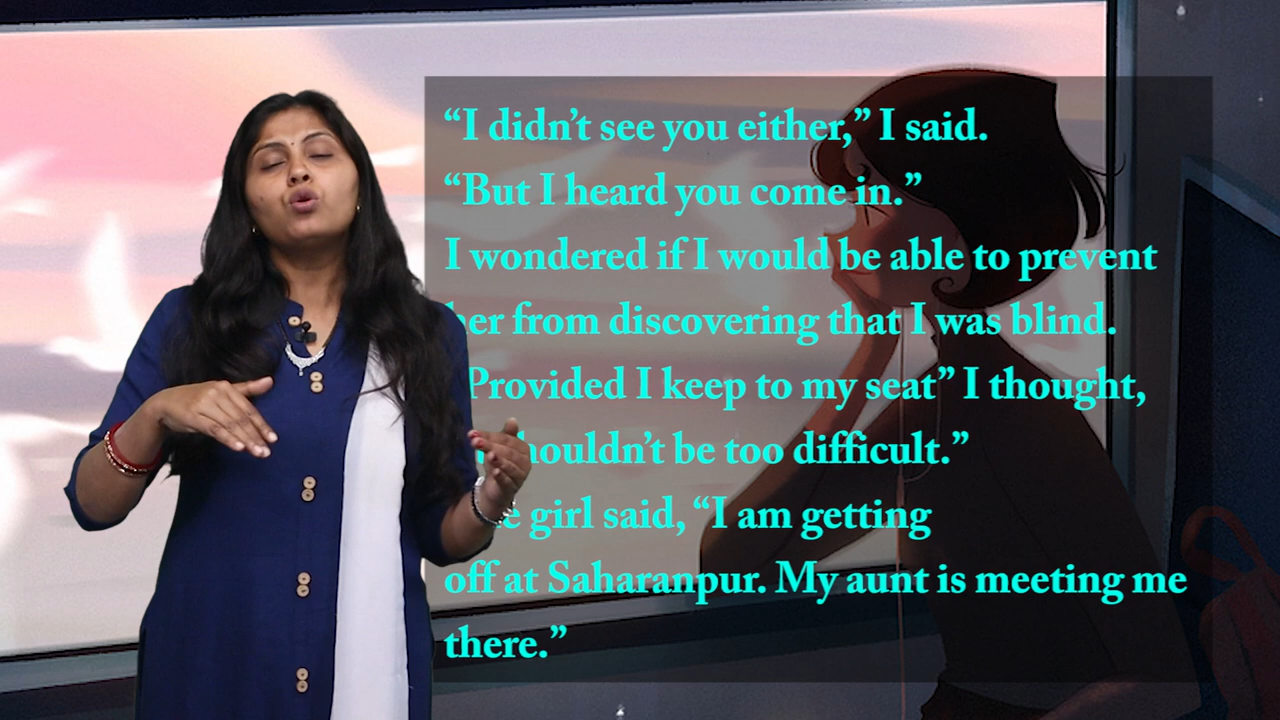 “I didn’t see you either,” I said.
“But I heard you come in.”
I wondered if I would be able to prevent
her from discovering that I was blind.
Provided I keep to my seat” I thought,
shouldn’t be too difficult.”
girl said, “I am getting
off at Saharanpur. My aunt is meeting me
there.”